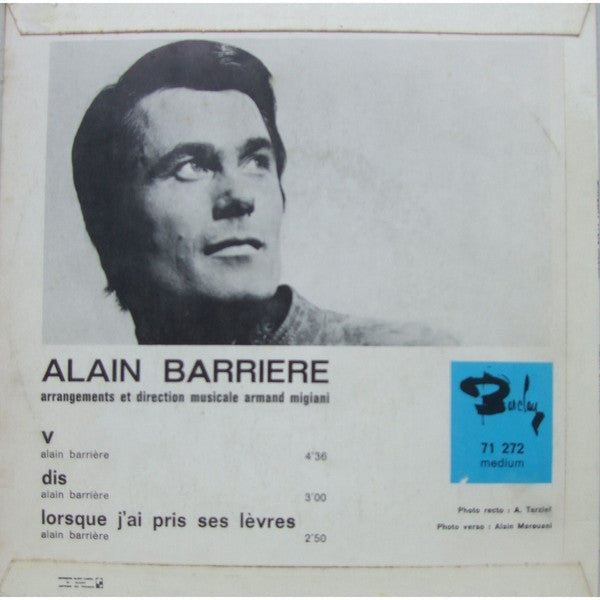 ALAIN BARRIERE
arrangements et direction musicale armand migiani
v
alain barrière 4'36
dis
alain barrière 3'00
lorsque j'ai pris ses lèvres
alain barrière 2'50
Barclay
71 272
medium
Photo recto : A. Tarzief
Photo verso : Alain Marouani